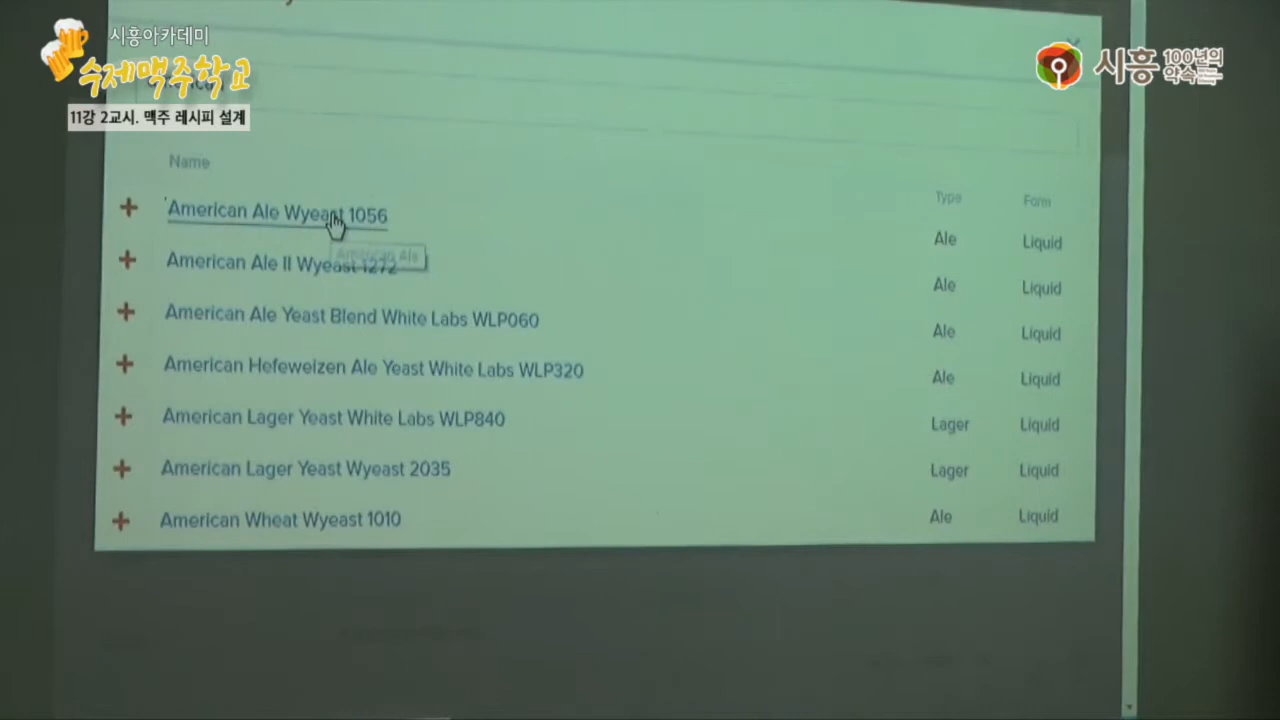 시흥아카데미
수제맥주학교
11강 2교시. 맥주 레시피 설계
시흥 100년의 약속
Name Type Form
American Ale Wyeast 1056 Ale Liquid
American Ale
American Ale II Wyeast 1272 Ale Liquid
American Ale Yeast Blend White Labs WLP060 Ale Liquid
American Hefeweizen Ale Yeast White Labs WLP320 Ale Liquid
American Lager Yeast White Labs WLP840 Lager Liquid
American Lager Yeast Wyeast 2035 Lager Liquid
American Wheat Wyeast 1010 Ale Liquid